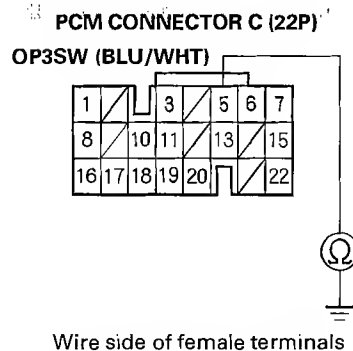 PCM CONNECTOR C (22P)
OP3SW (BLU/WHT)
1 3 5 6 7
8 10 11 13 15
16 17 18 19 20 22
Ω
Wire side of female terminals